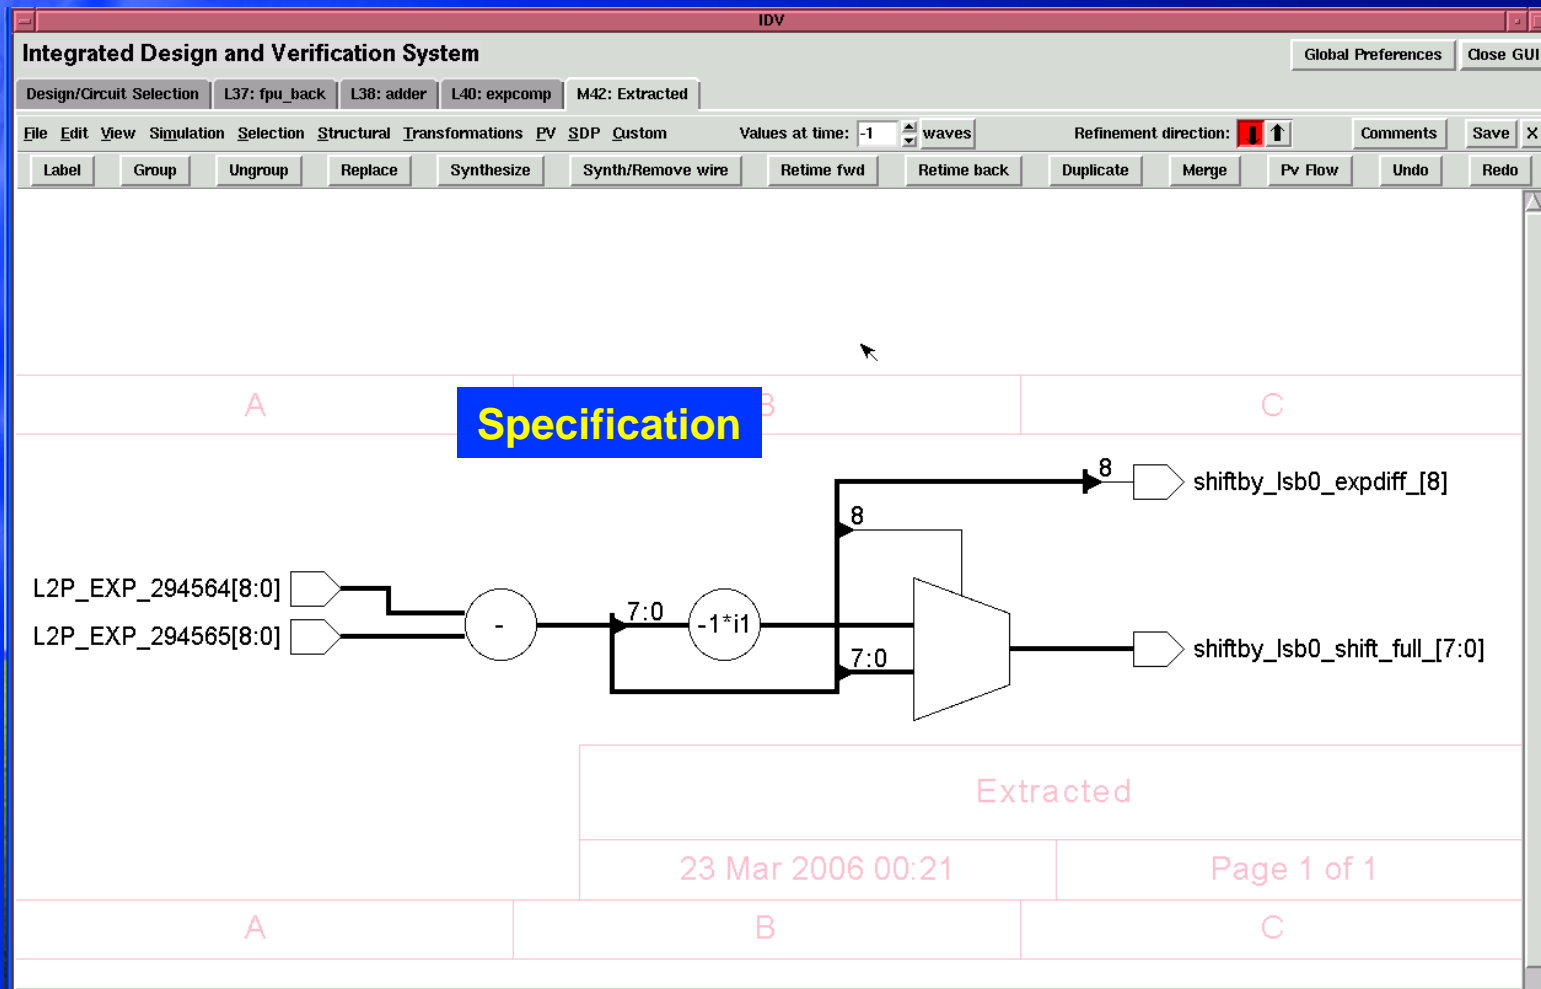 IDV
Integrated Design and Verification System
Global Preferences
Close GUI
Design/Circuit Selection
L37: fpu_back
L38: adder
L40: expcomp
M42: Extracted
File Edit View Simulation Selection Structural Transformations PV SDP Custom
Values at time: -1 waves
Refinement direction:
Comments
Save
X
Label
Group
Ungroup
Replace
Synthesize
Synth/Remove wire
Retime fwd
Retime back
Duplicate
Merge
Pv Flow
Undo
Redo
A
B
C
Specification
8
shiftby_lsb0_expdiff_[8]
8
L2P_EXP_294564[8:0]
L2P_EXP_294565[8:0]
-
7:0
-1*i1
7:0
shiftby_lsb0_shift_full_[7:0]
Extracted
23 Mar 2006 00:21
Page 1 of 1
A
B
C